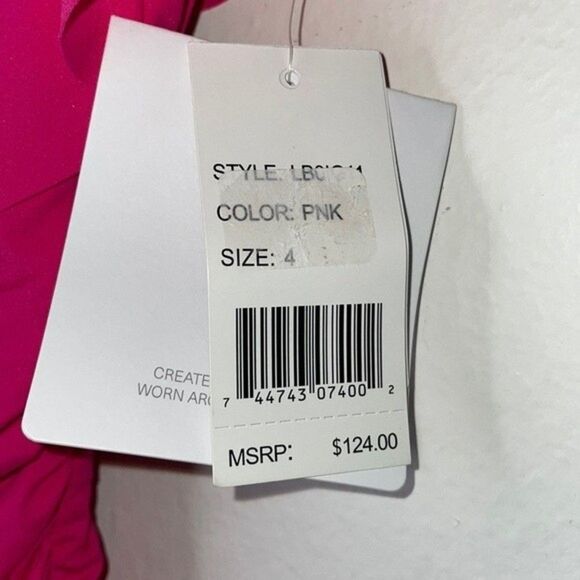 STYLE:
COLOR: PNK
SIZE: 4
7 44743 07400 2
MSRP: $124.00
CREATE
WORN